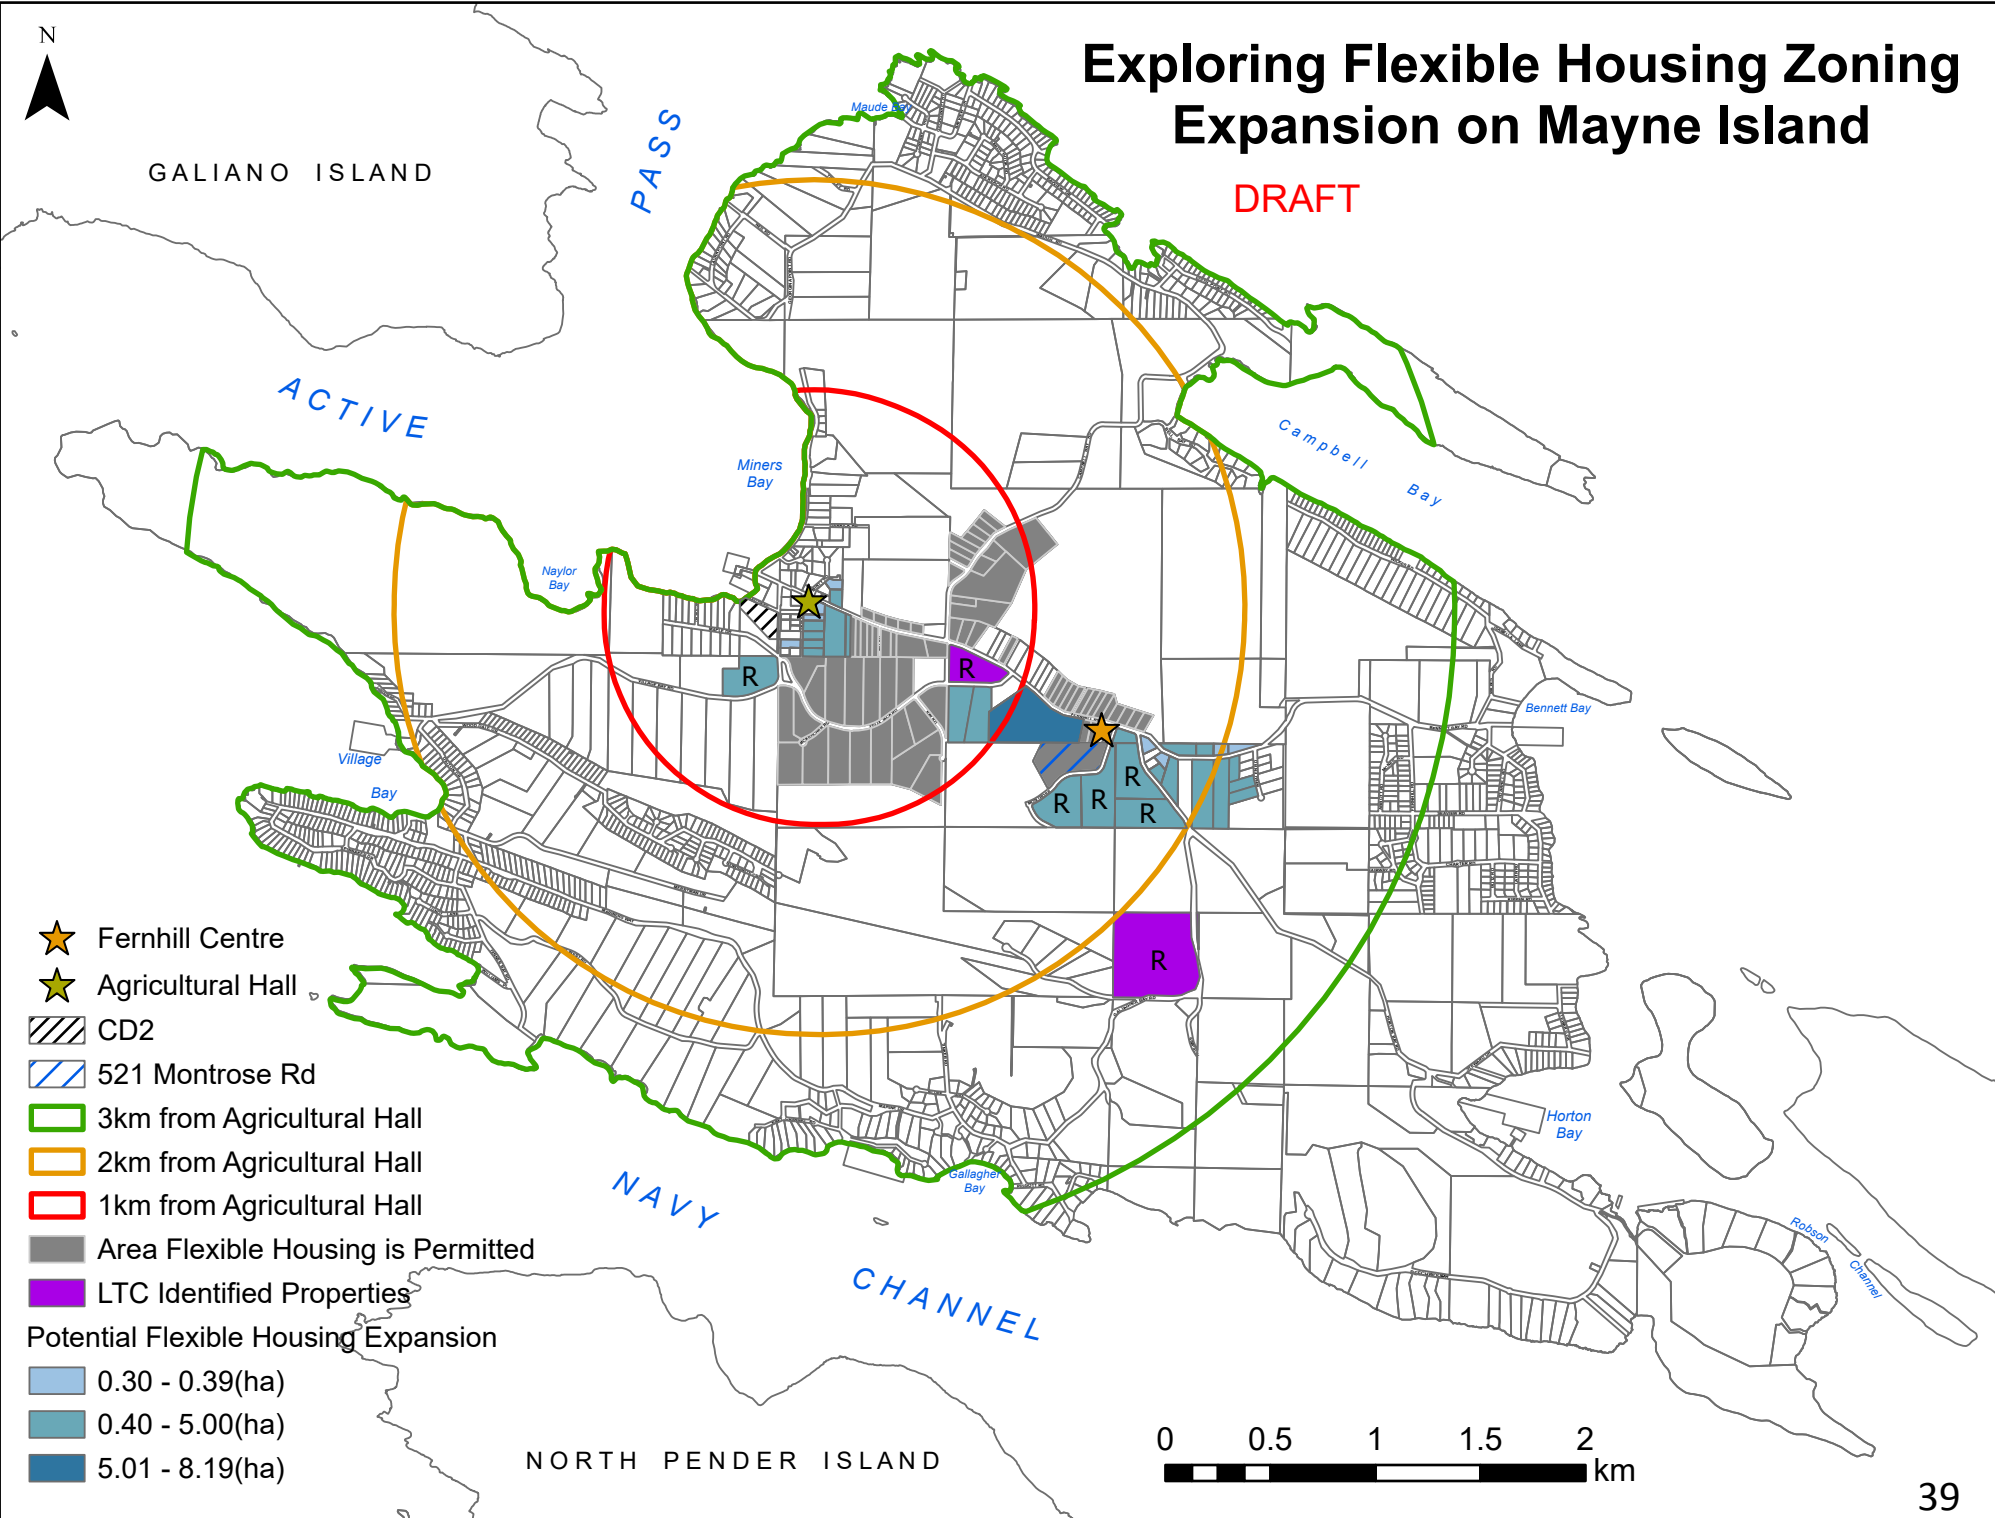 N
Exploring Flexible Housing Zoning
Expansion on Mayne Island
DRAFT
GALIANO ISLAND
PASS
Maude Bay
ACTIVE
Miners
Bay
Campbell
Bay
Naylor
Bay
R
R
Bennett Bay
Village
Bay
R
R
R
R
R
Fernhill Centre
Agricultural Hall
CD2
521 Montrose Rd
3km from Agricultural Hall
2km from Agricultural Hall
1km from Agricultural Hall
Area Flexible Housing is Permitted
LTC Identified Properties
Potential Flexible Housing Expansion
0.30 - 0.39(ha)
0.40 - 5.00(ha)
5.01 - 8.19(ha)
Horton
Bay
Gallagher
Bay
NAVY
CHANNEL
Robson
Channel
NORTH PENDER ISLAND
0 0.5 1 1.5 2
km
39